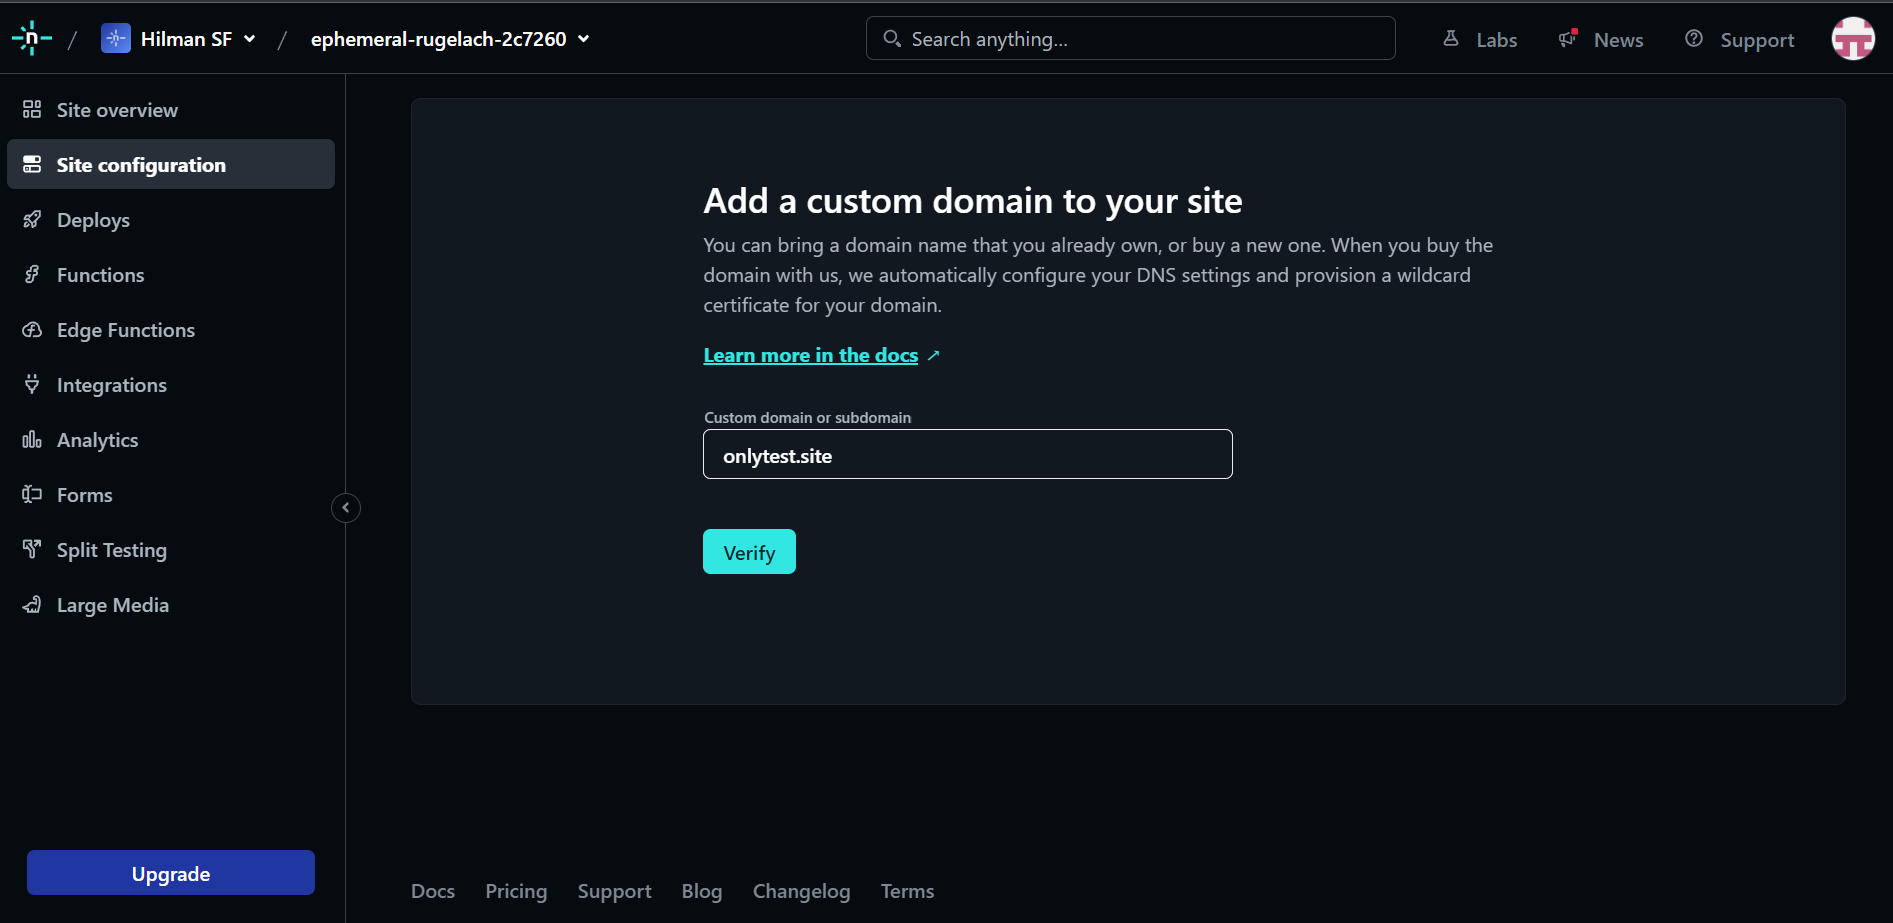 n / Hilman SF / ephemeral-rugelach-2c7260
Search anything...
Labs
News
Support
Site overview
Site configuration
Deploys
Functions
Edge Functions
Integrations
Analytics
Forms
Split Testing
Large Media
Upgrade
Add a custom domain to your site
You can bring a domain name that you already own, or buy a new one. When you buy the
domain with us, we automatically configure your DNS settings and provision a wildcard
certificate for your domain.
Learn more in the docs ↗
Custom domain or subdomain
onlytest.site
Verify
Docs Pricing Support Blog Changelog Terms